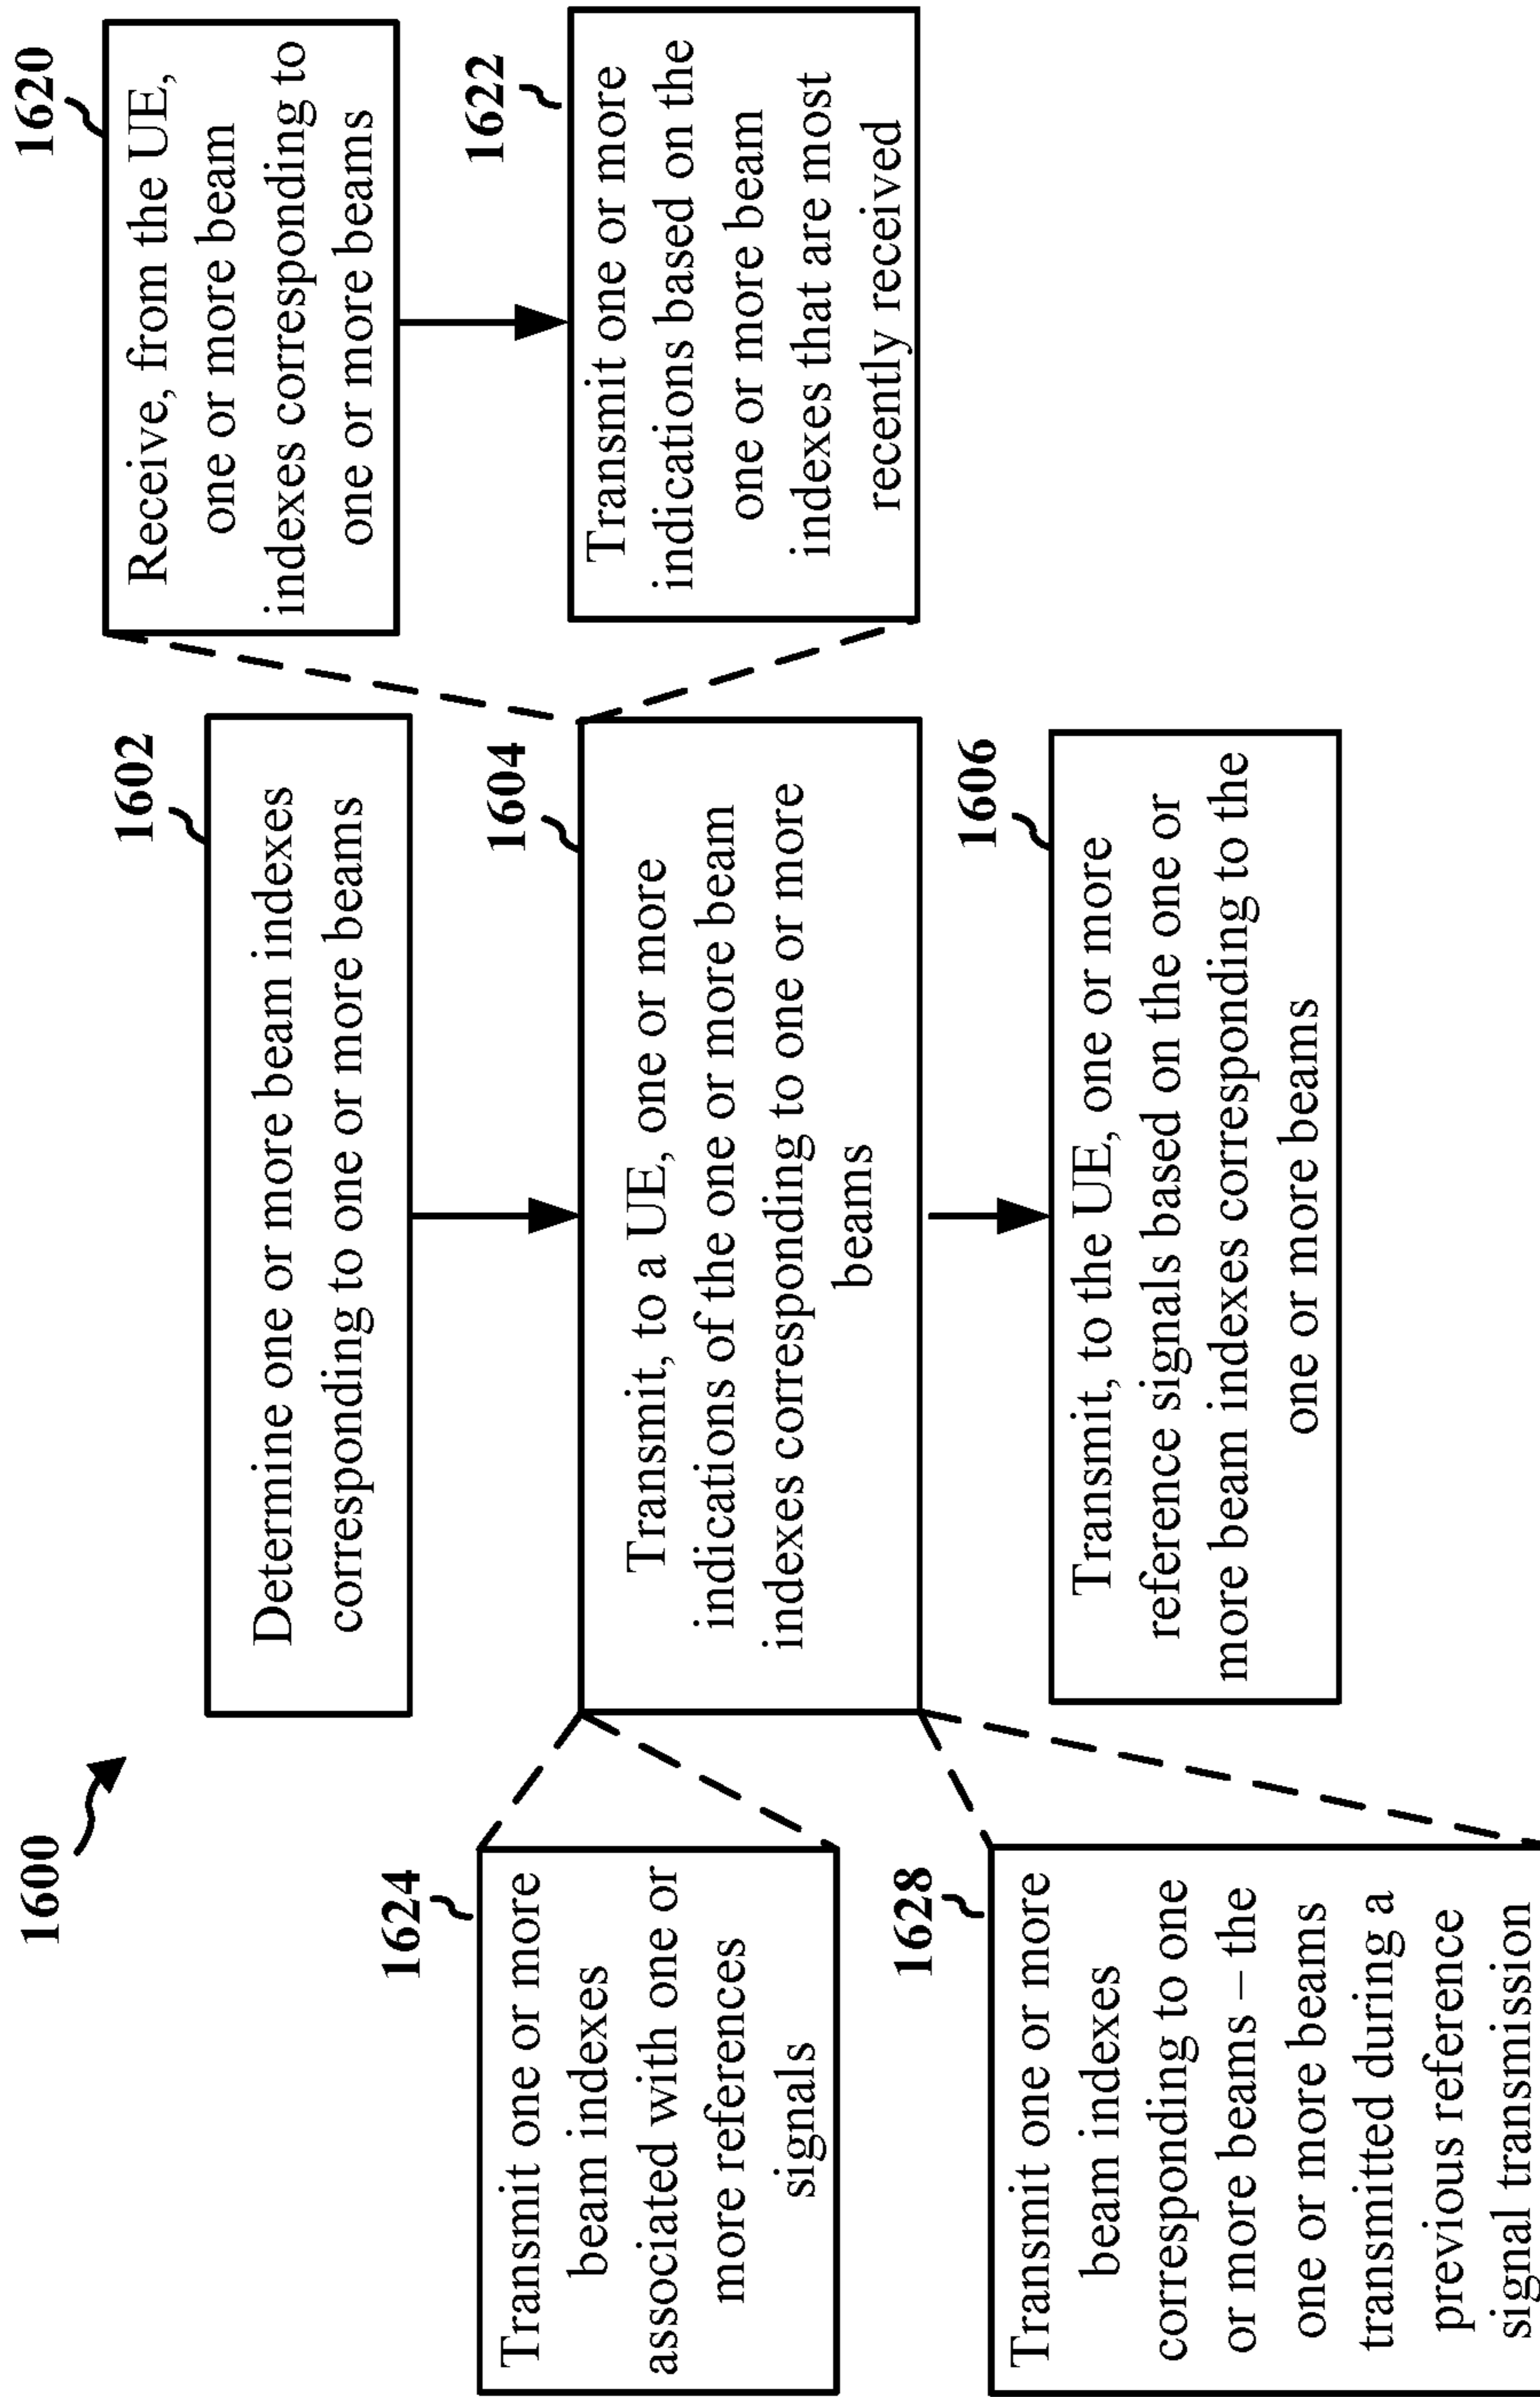 1600
1602
Determine one or more beam indexes
corresponding to one or more beams
1604
Transmit, to a UE, one or more
indications of the one or more beam
indexes corresponding to one or more
beams
1606
Transmit, to the UE, one or more
reference signals based on the one or
more beam indexes corresponding to the
one or more beams
1620
Receive, from the UE,
one or more beam
indexes corresponding to
one or more beams
1622
Transmit one or more
indications based on the
one or more beam
indexes that are most
recently received
1624
Transmit one or more
beam indexes
associated with one or
more references
signals
1628
Transmit one or more
beam indexes
corresponding to one
or more beams – the
one or more beams
transmitted during a
previous reference
signal transmission